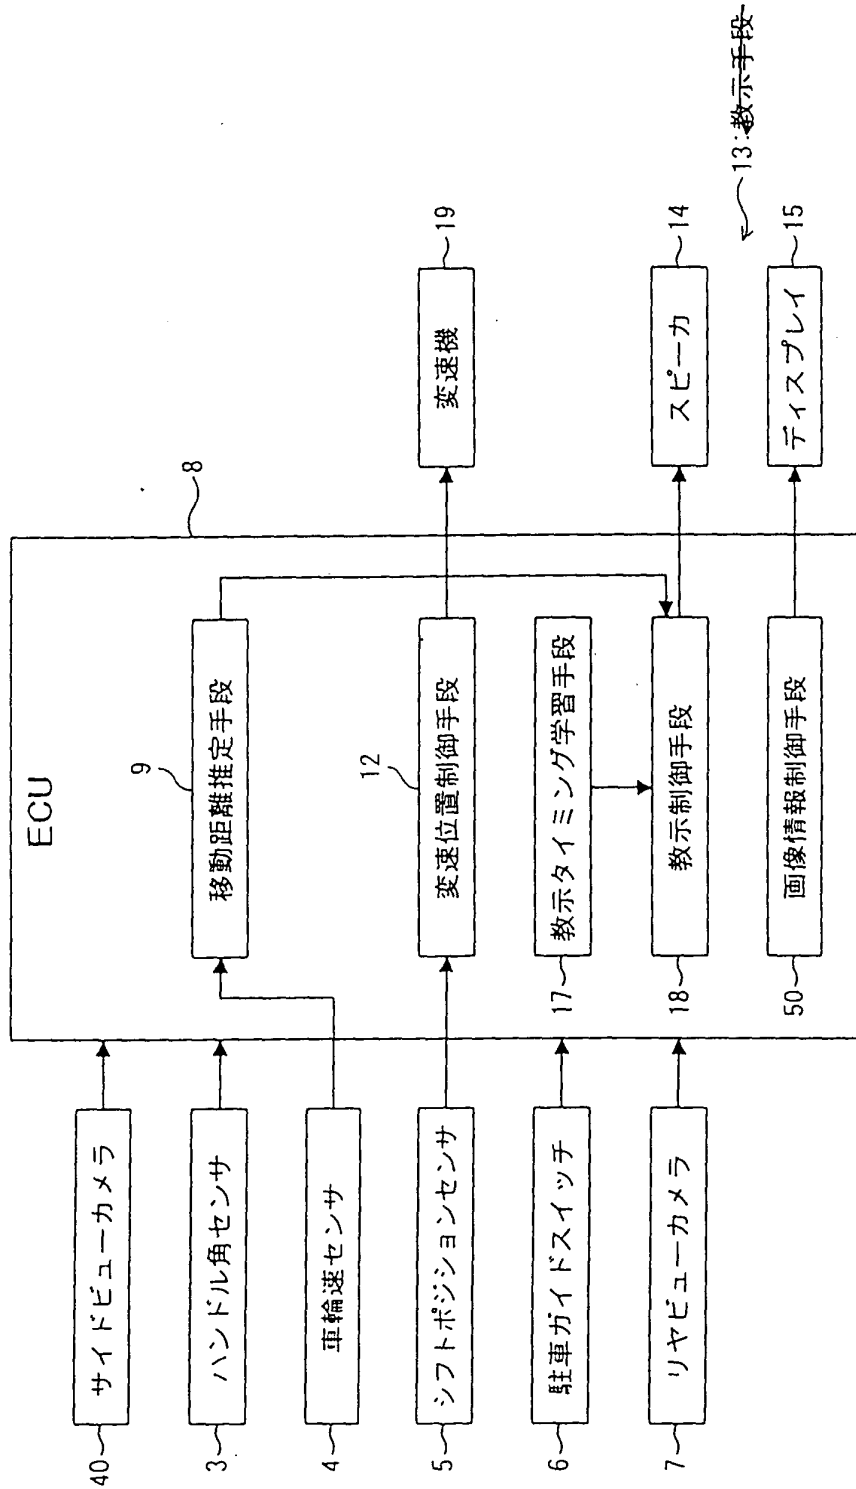 ECU
8
40
サイドビューカメラ
3
ハンドル角センサ
4
車輪速センサ
5
シフトポジションセンサ
6
駐車ガイドスイッチ
7
リヤビューカメラ
9
移動距離推定手段
12
変速位置制御手段
17
教示タイミング学習手段
18
教示制御手段
50
画像情報制御手段
変速機
19
スピーカ
14
ディスプレイ
15
13:教示手段